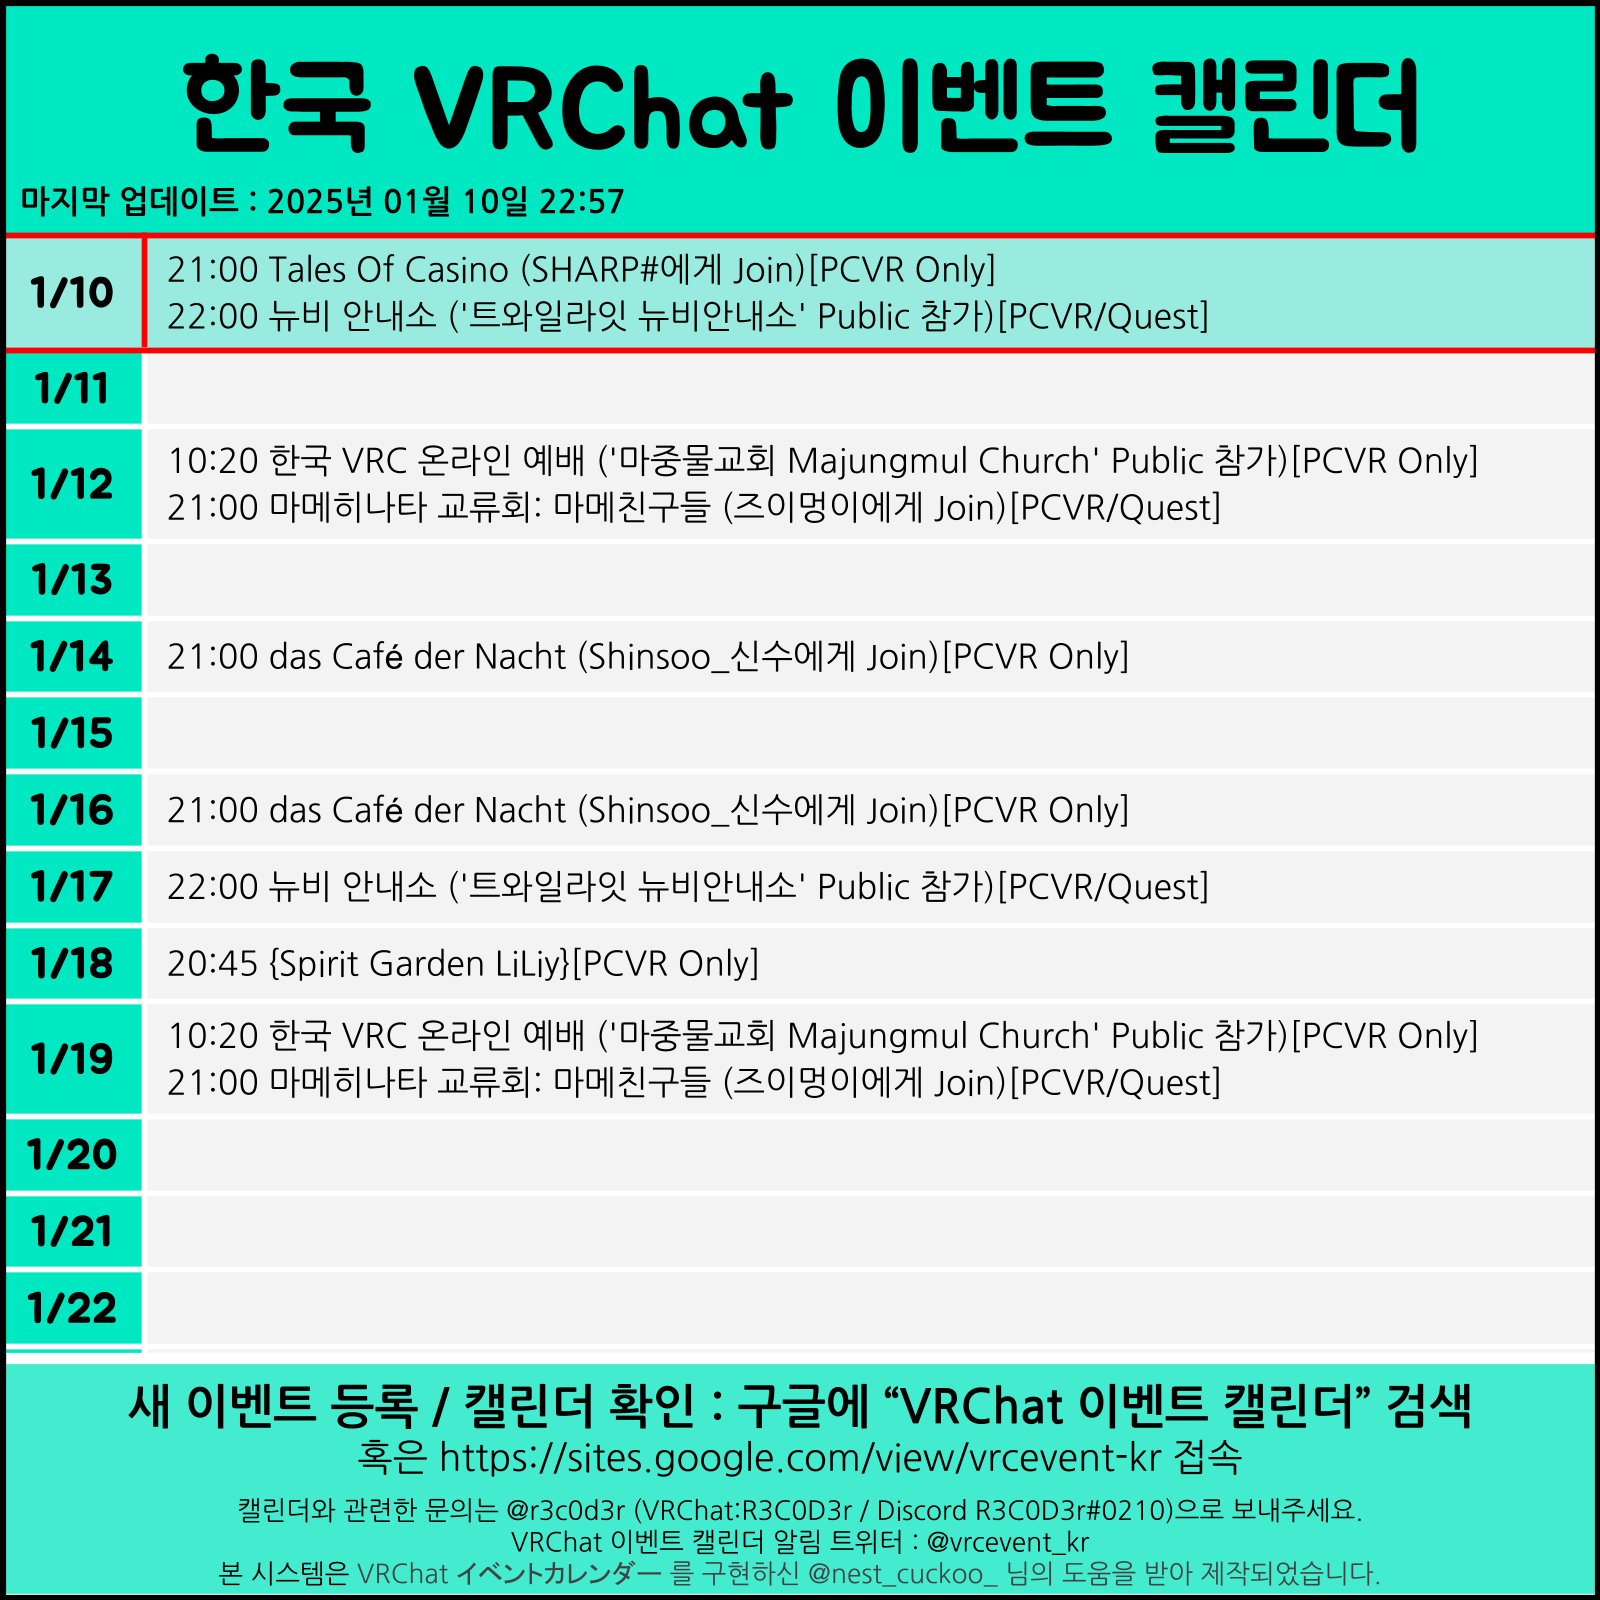 한국 VRChat 이벤트 캘린더
마지막 업데이트 : 2025년 01월 10일 22:57
1/10
21:00 Tales Of Casino (SHARP#에게 Join)[PCVR Only]
22:00 뉴비 안내소 ('트와일라잇 뉴비안내소' Public 참가)[PCVR/Quest]
1/11
1/12
10:20 한국 VRC 온라인 예배 ('마중물교회 Majungmul Church' Public 참가)[PCVR Only]
21:00 마메히나타 교류회: 마메친구들 (즈이멍이에게 Join)[PCVR/Quest]
1/13
1/14
21:00 das Café der Nacht (Shinsoo_신수에게 Join)[PCVR Only]
1/15
1/16
21:00 das Café der Nacht (Shinsoo_신수에게 Join)[PCVR Only]
1/17
22:00 뉴비 안내소 ('트와일라잇 뉴비안내소' Public 참가)[PCVR/Quest]
1/18
20:45 {Spirit Garden LiLiy}[PCVR Only]
1/19
10:20 한국 VRC 온라인 예배 ('마중물교회 Majungmul Church' Public 참가)[PCVR Only]
21:00 마메히나타 교류회: 마메친구들 (즈이멍이에게 Join)[PCVR/Quest]
1/20
1/21
1/22
새 이벤트 등록 / 캘린더 확인 : 구글에 “VRChat 이벤트 캘린더” 검색
혹은 https://sites.google.com/view/vrcevent-kr 접속
캘린더와 관련한 문의는 @r3c0d3r (VRChat:R3C0D3r / Discord R3C0D3r#0210)으로 보내주세요.
VRChat 이벤트 캘린더 알림 트위터 : @vrcevent_kr
본 시스템은 VRChat イベントカレンダー 를 구현하신 @nest_cuckoo_ 님의 도움을 받아 제작되었습니다.